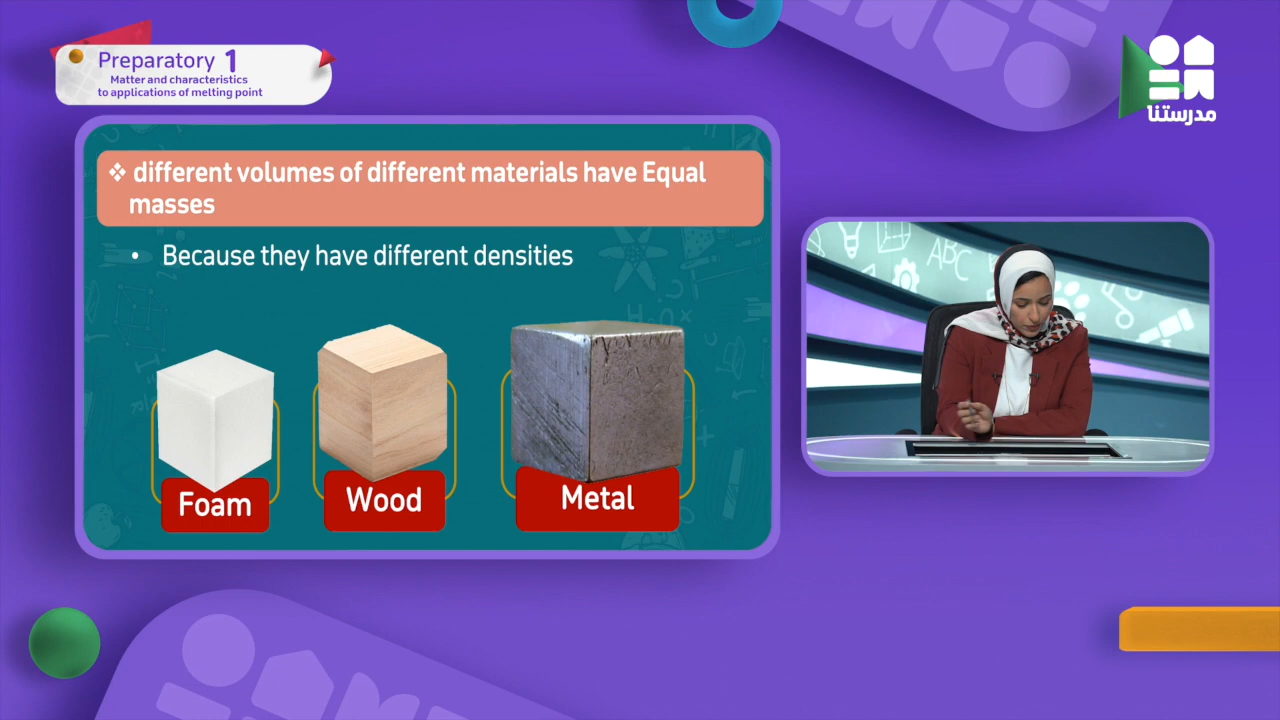 Preparatory 1
Matter and characteristics
to applications of melting point
مدرستنا
❖ different volumes of different materials have Equal
masses
• Because they have different densities
Foam
Wood
Metal
ABC